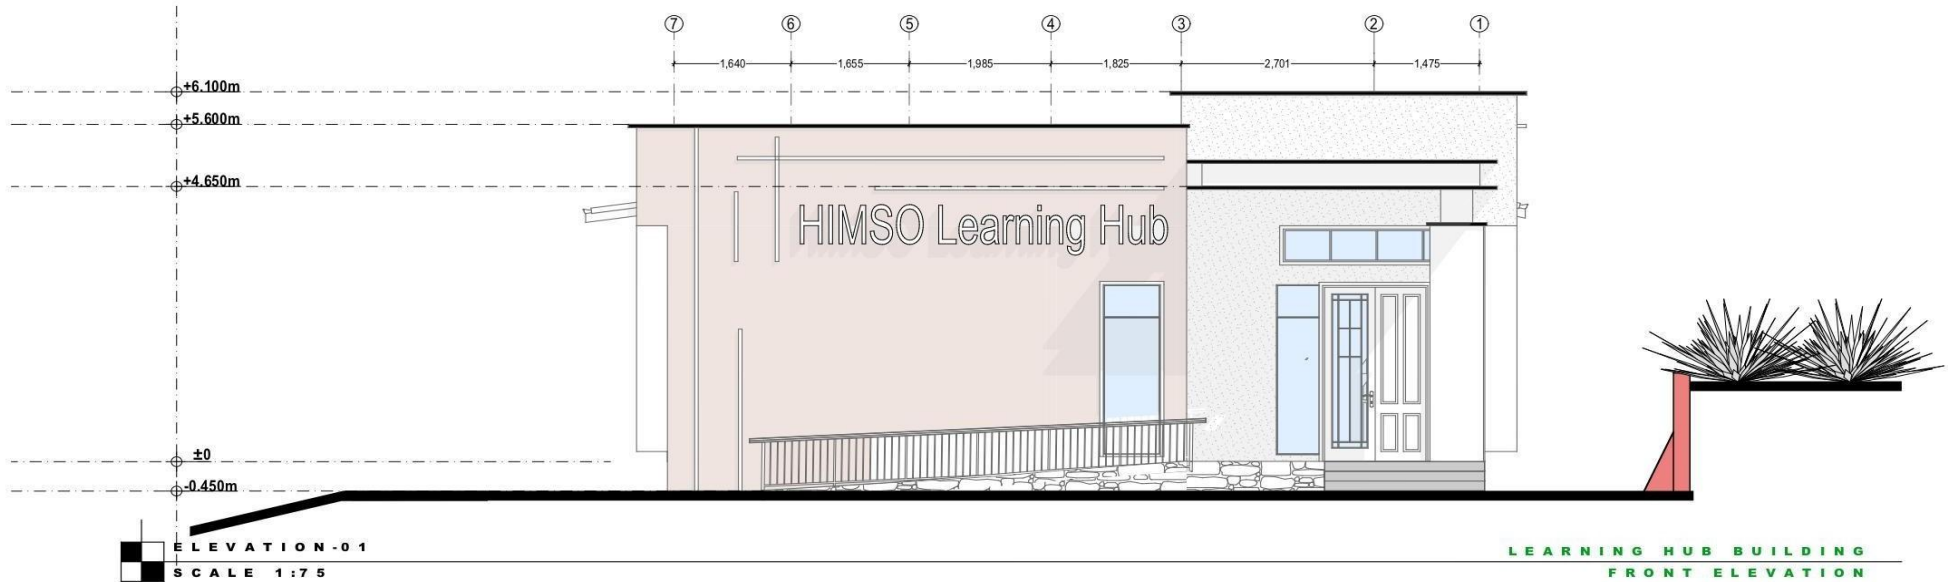 7 6 5 4 3 2 1
1,640 1,655 1,985 1,825 2,701 1,475
+6.100m
+5.600m
+4.650m
HIMSO Learning Hub
±0
-0.450m
ELEVATION-01
SCALE 1:75
LEARNING HUB BUILDING
FRONT ELEVATION